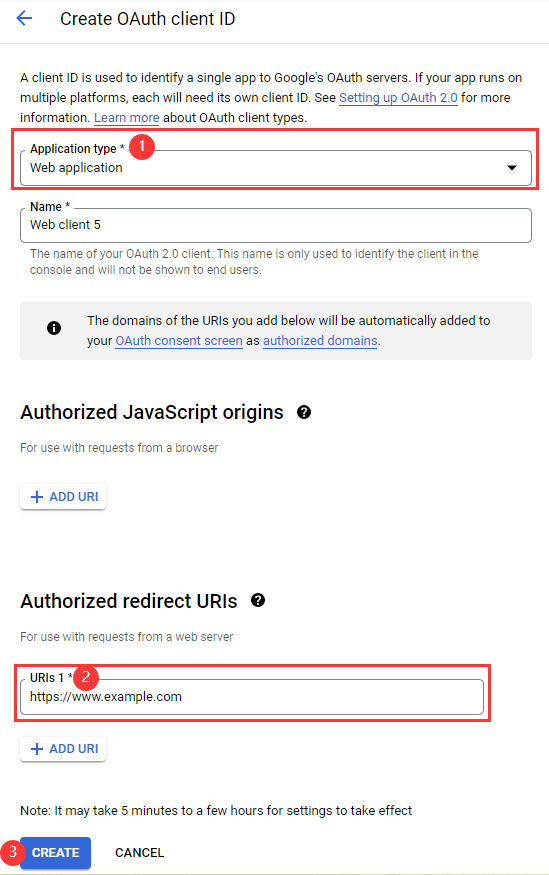 Create OAuth client ID
A client ID is used to identify a single app to Google's OAuth servers. If your app runs on
multiple platforms, each will need its own client ID. See Setting up OAuth 2.0 for more
information. Learn more about OAuth client types.
Application type * 1
Web application
Name *
Web client 5
The name of your OAuth 2.0 client. This name is only used to identify the client in the
console and will not be shown to end users.
The domains of the URIs you add below will be automatically added to
your OAuth consent screen as authorized domains.
Authorized JavaScript origins
For use with requests from a browser
+ ADD URI
Authorized redirect URIs
For use with requests from a web server
URIs 1 * 2
https://www.example.com
+ ADD URI
Note: It may take 5 minutes to a few hours for settings to take effect
3 CREATE CANCEL